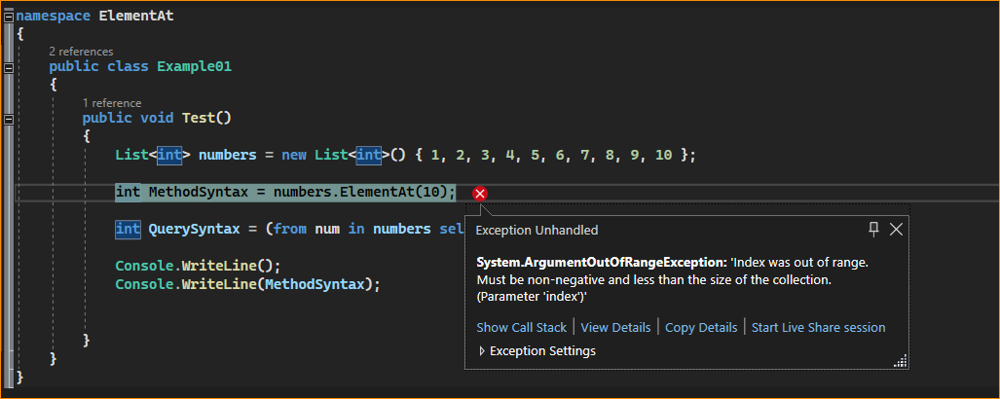 namespace ElementAt
{
2 references
public class Example01
{
1 reference
public void Test()
{
List<int> numbers = new List<int>() { 1, 2, 3, 4, 5, 6, 7, 8, 9, 10 };
int MethodSyntax = numbers.ElementAt(10);
int QuerySyntax = (from num in numbers sel
Console.WriteLine();
Console.WriteLine(MethodSyntax);
}
}
}
Exception Unhandled
System.ArgumentOutOfRangeException: 'Index was out of range.
Must be non-negative and less than the size of the collection.
(Parameter 'index')'
Show Call Stack | View Details | Copy Details | Start Live Share session
Exception Settings